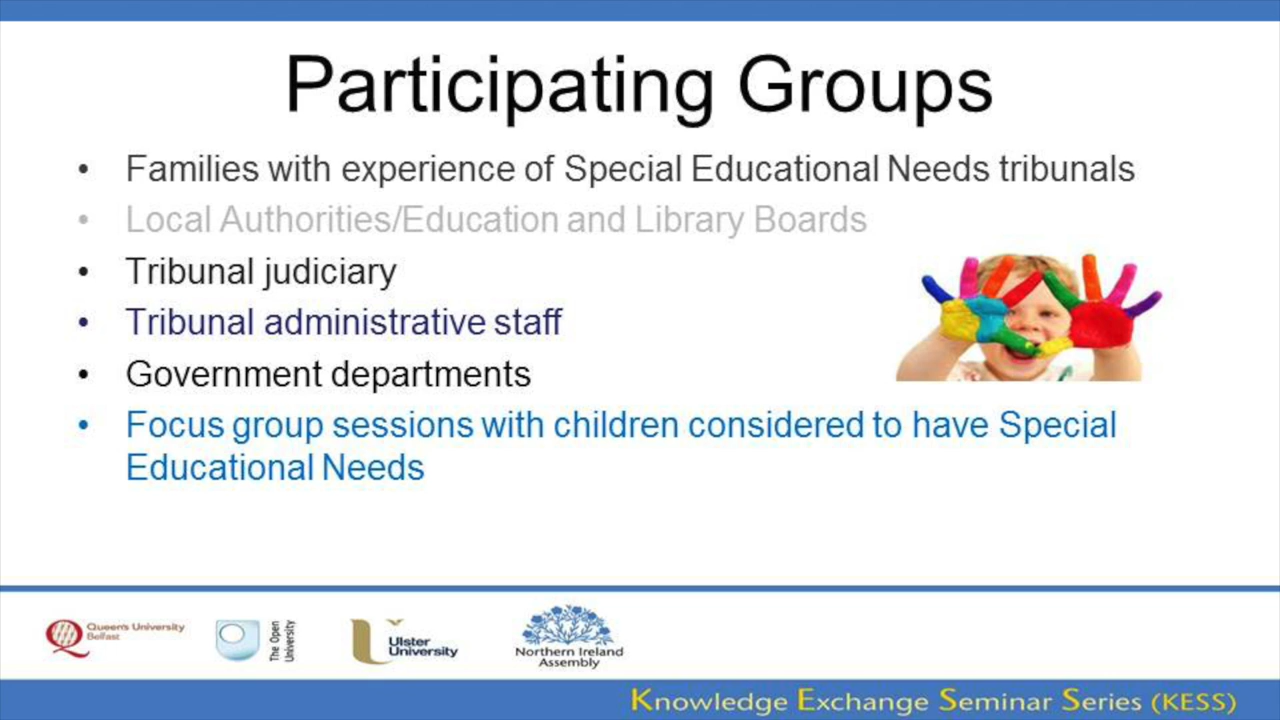 Participating Groups
• Families with experience of Special Educational Needs tribunals
• Local Authorities/Education and Library Boards
• Tribunal judiciary
• Tribunal administrative staff
• Government departments
• Focus group sessions with children considered to have Special
Educational Needs
Queen's University
Belfast
The Open
University
Ulster
University
Northern Ireland
Assembly
Knowledge Exchange Seminar Series (KESS)